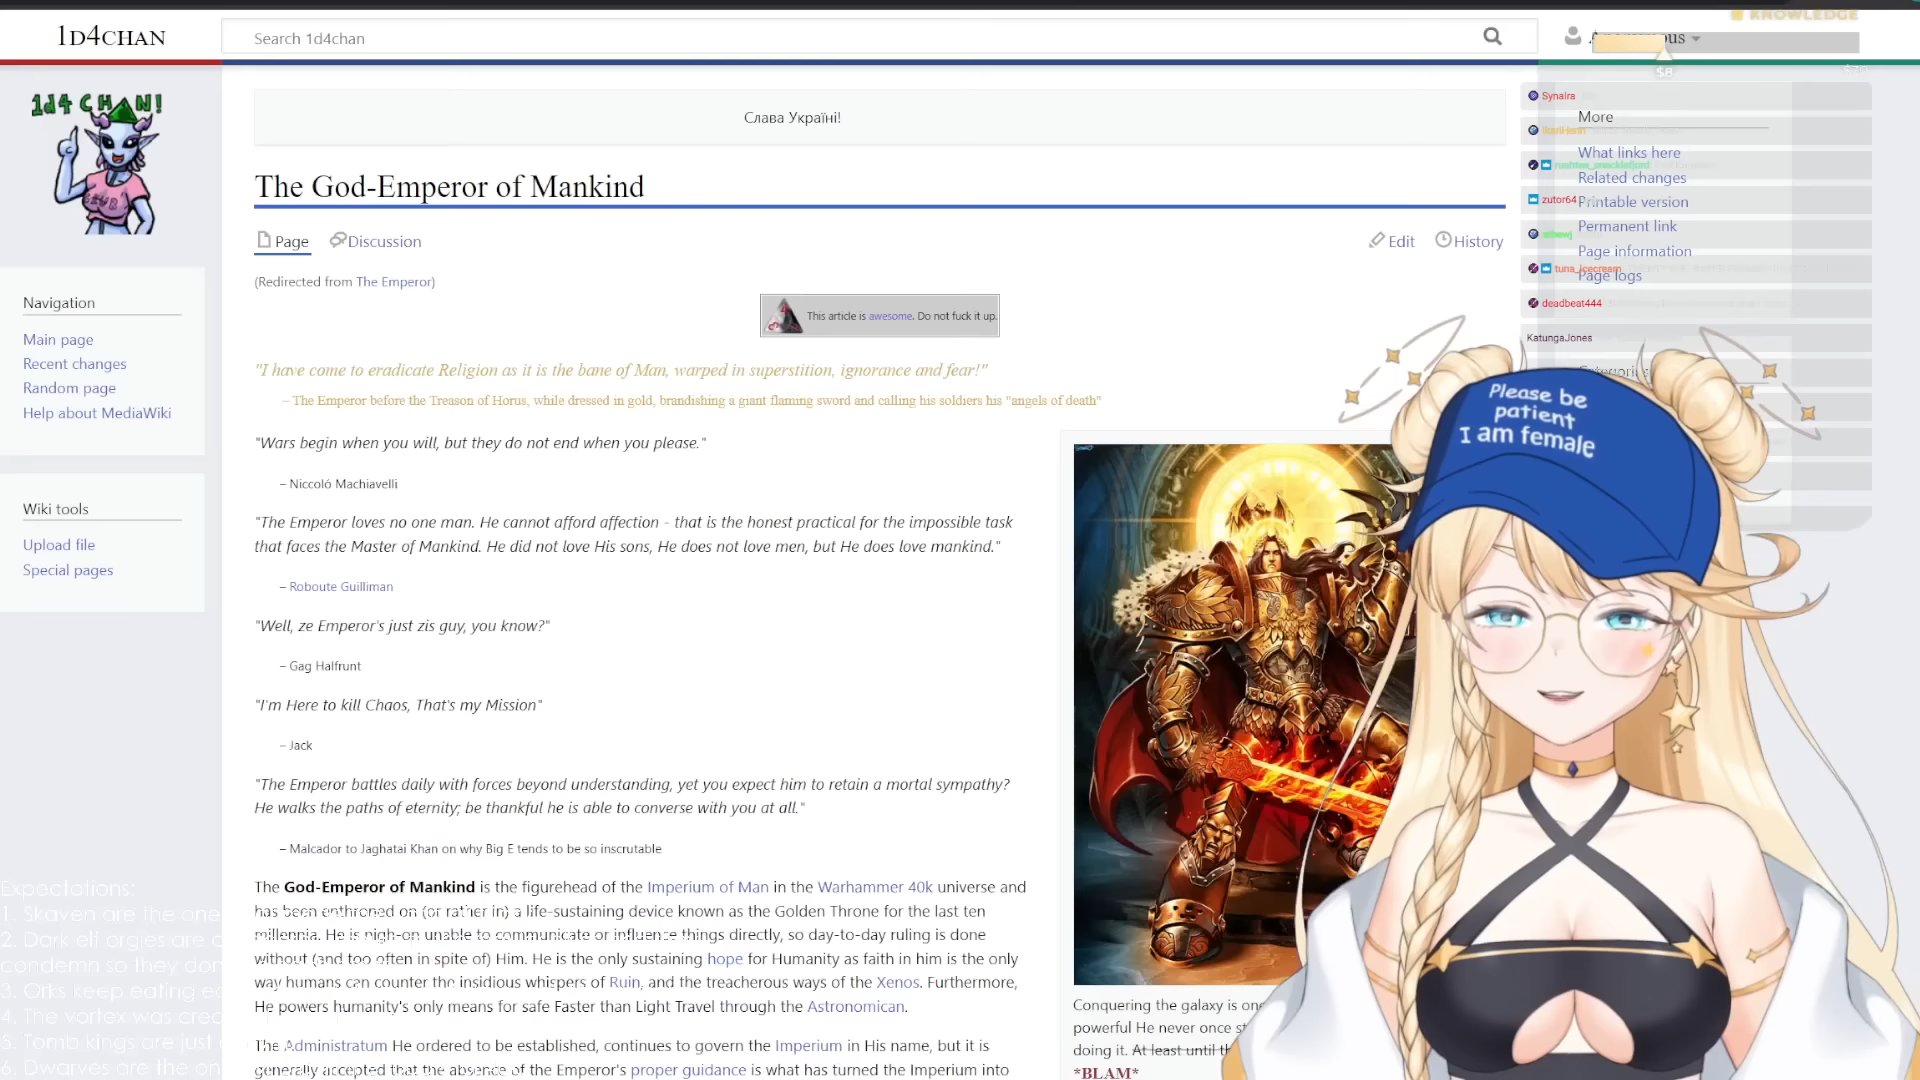 KNOWLEDGE
1D4CHAN
Search 1d4chan
$8
1d4 CHAN!
Слава Україні!
The God-Emperor of Mankind
Page
Discussion
Edit
History
(Redirected from The Emperor)
This article is awesome. Do not fuck it up.
"I have come to eradicate Religion as it is the bane of Man, warped in superstition, ignorance and fear!"
– The Emperor before the Treason of Horus, while dressed in gold, brandishing a giant flaming sword and calling his soldiers his "angels of death"
"Wars begin when you will, but they do not end when you please."
– Niccoló Machiavelli
"The Emperor loves no one man. He cannot afford affection - that is the honest practical for the impossible task
that faces the Master of Mankind. He did not love His sons, He does not love men, but He does love mankind."
– Roboute Guilliman
"Well, ze Emperor's just zis guy, you know?"
– Gag Halfrunt
"I'm Here to kill Chaos, That's my Mission"
– Jack
"The Emperor battles daily with forces beyond understanding, yet you expect him to retain a mortal sympathy?
He walks the paths of eternity; be thankful he is able to converse with you at all."
– Malcador to Jaghatai Khan on why Big E tends to be so inscrutable
The God-Emperor of Mankind is the figurehead of the Imperium of Man in the Warhammer 40k universe and
has been enthroned on (or rather in) a life-sustaining device known as the Golden Throne for the last ten
millennia. He is nigh-on unable to communicate or influence things directly, so day-to-day ruling is done
without (and too often in spite of) Him. He is the only sustaining hope for Humanity as faith in him is the only
way humans can counter the insidious whispers of Ruin, and the treacherous ways of the Xenos. Furthermore,
He powers humanity's only means for safe Faster than Light Travel through the Astronomican.
The Administratum He ordered to be established, continues to govern the Imperium in His name, but it is
generally accepted that the absence of the Emperor's proper guidance is what has turned the Imperium into
Navigation
Main page
Recent changes
Random page
Help about MediaWiki
Wiki tools
Upload file
Special pages
Expectations:
1. Skaven are the one
2. Dark elf orgies are
condemn so they don
3. Orks keep eating
4. The vortex was
5. Tomb kings are just
6. Dwarves are the
Conquering the galaxy is
powerful He never once
doing it. At least until
*BLAM*
Synalra
More
What links here
Related changes
zutor64
Printable version
Permanent link
Page information
tuna_icecream
Page logs
deadbeat444
KatungaJones
Please be
patient
I am female